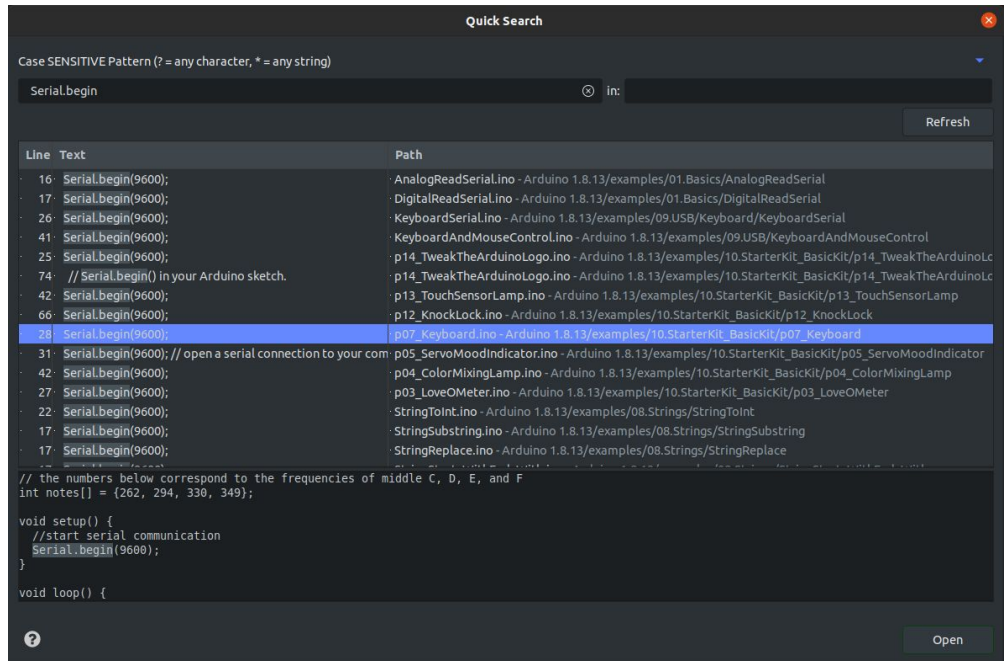 Quick Search
Case SENSITIVE Pattern (? = any character, * = any string)
Serial.begin in:
Refresh
Line Text Path
16 Serial.begin(9600); AnalogReadSerial.ino - Arduino 1.8.13/examples/01.Basics/AnalogReadSerial
17 Serial.begin(9600); DigitalReadSerial.ino - Arduino 1.8.13/examples/01.Basics/DigitalReadSerial
26 Serial.begin(9600); KeyboardSerial.ino - Arduino 1.8.13/examples/09.USB/Keyboard/KeyboardSerial
41 Serial.begin(9600); KeyboardAndMouseControl.ino - Arduino 1.8.13/examples/09.USB/KeyboardAndMouseControl
25 Serial.begin(9600); p14_TweakTheArduinoLogo.ino - Arduino 1.8.13/examples/10.StarterKit_BasicKit/p14_TweakTheArduinoLo
74 // Serial.begin() in your Arduino sketch. p14_TweakTheArduinoLogo.ino - Arduino 1.8.13/examples/10.StarterKit_BasicKit/p14_TweakTheArduinoLo
42 Serial.begin(9600); p13_TouchSensorLamp.ino - Arduino 1.8.13/examples/10.StarterKit_BasicKit/p13_TouchSensorLamp
66 Serial.begin(9600); p12_KnockLock.ino - Arduino 1.8.13/examples/10.StarterKit_BasicKit/p12_KnockLock
28 Serial.begin(9600); p07_Keyboard.ino - Arduino 1.8.13/examples/10.StarterKit_BasicKit/p07_Keyboard
31 Serial.begin(9600); // open a serial connection to your com p05_ServoMoodIndicator.ino - Arduino 1.8.13/examples/10.StarterKit_BasicKit/p05_ServoMoodIndicator
42 Serial.begin(9600); p04_ColorMixingLamp.ino - Arduino 1.8.13/examples/10.StarterKit_BasicKit/p04_ColorMixingLamp
27 Serial.begin(9600); p03_LoveOMeter.ino - Arduino 1.8.13/examples/10.StarterKit_BasicKit/p03_LoveOMeter
22 Serial.begin(9600); StringToInt.ino - Arduino 1.8.13/examples/08.Strings/StringToInt
17 Serial.begin(9600); StringSubstring.ino - Arduino 1.8.13/examples/08.Strings/StringSubstring
17 Serial.begin(9600); StringReplace.ino - Arduino 1.8.13/examples/08.Strings/StringReplace
// the numbers below correspond to the frequencies of middle C, D, E, and F
int notes[] = {262, 294, 330, 349};
void setup() {
//start serial communication
Serial.begin(9600);
}
void loop() {
?
Open